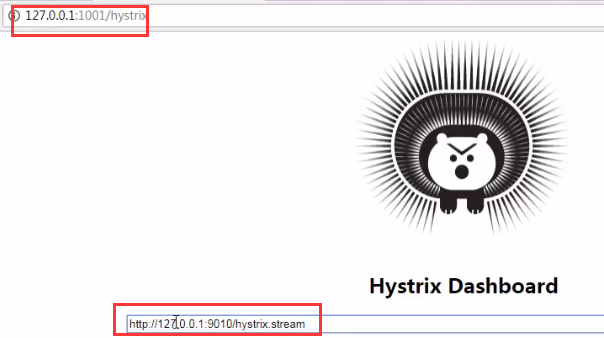 127.0.0.1:1001/hystrix
Hystrix Dashboard
http://127.0.0.1:9010/hystrix.stream